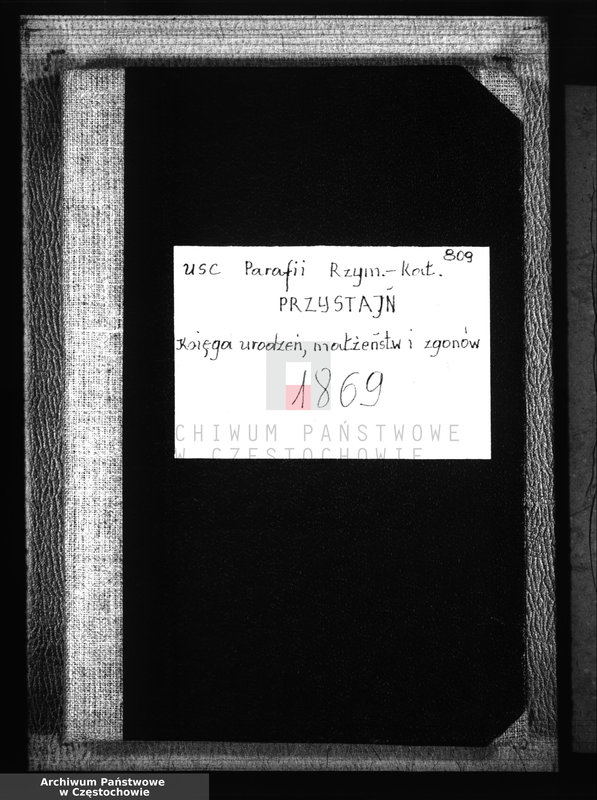 809
USC Parafii Rzym.-Kat.
PRZYSTAJŃ
Księga urodzeń, małżeństw i zgonów
1869
CHIWUM PAŃSTWOWE
W CZĘSTOCHOWIE
Archiwum Państwowe
w Częstochowie